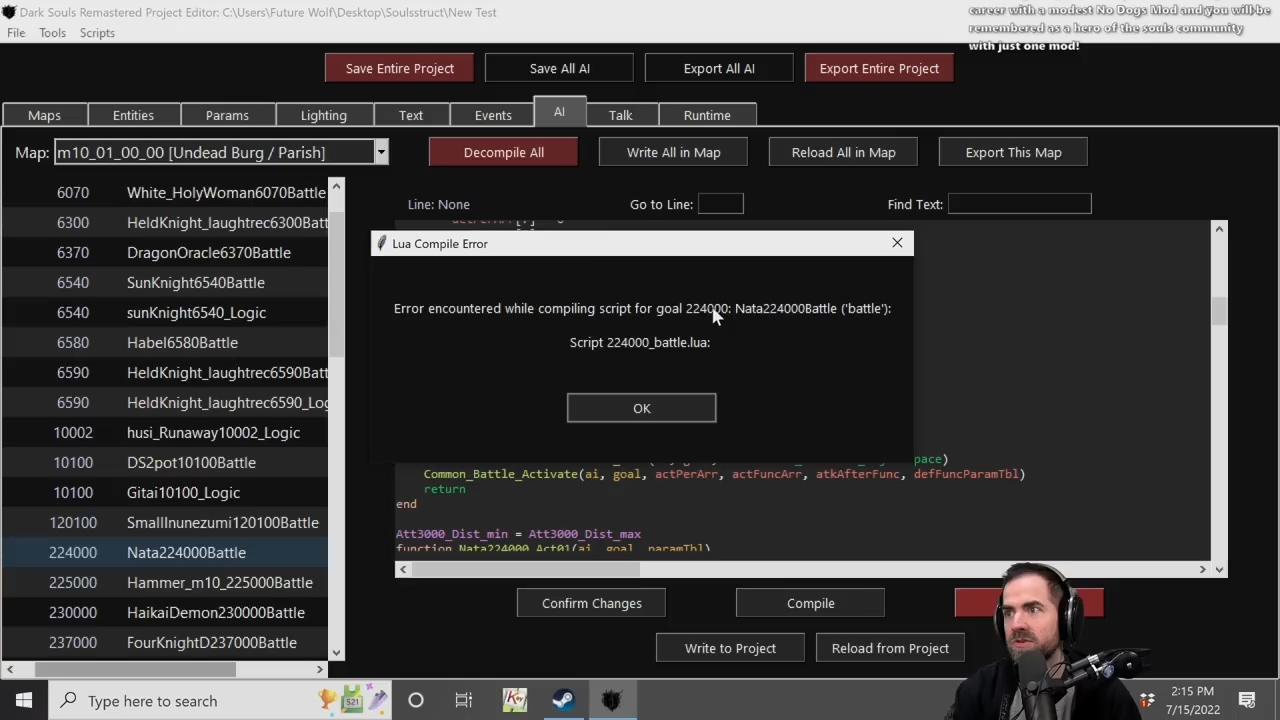 Dark Souls Remastered Project Editor: C:\Users\Future Wolf\Desktop\Soulsstruct\New Test
career with a modest No Dogs Mod and you will be
remembered as a hero of the souls community
with just one mod!
File Tools Scripts
Save Entire Project Save All AI Export All AI Export Entire Project
Maps Entities Params Lighting Text Events AI Talk Runtime
Map: m10_01_00_00 [Undead Burg / Parish] Decompile All Write All in Map Reload All in Map Export This Map
Line: None Go to Line: Find Text:
6070 White_HolyWoman6070Battle
6300 HeldKnight_laughtrec6300Batt
6370 DragonOracle6370Battle
6540 SunKnight6540Battle
6540 sunKnight6540_Logic
6580 Habel6580Battle
6590 HeldKnight_laughtrec6590Batt
6590 HeldKnight_laughtrec6590_Log
10002 husi_Runaway10002_Logic
10100 DS2pot10100Battle
10100 Gitai10100_Logic
120100 SmallInunezumi120100Battle
224000 Nata224000Battle
225000 Hammer_m10_225000Battle
230000 HaikaiDemon230000Battle
237000 FourKnightD237000Battle
Lua Compile Error
Error encountered while compiling script for goal 224000: Nata224000Battle ('battle'):
Script 224000_battle.lua:
OK
pace)
Common_Battle_Activate(ai, goal, actPerArr, actFuncArr, atkAfterFunc, defFuncParamTbl)
return
end
Att3000_Dist_min = Att3000_Dist_max
function Nata224000_Act01(ai, goal, paramTbl)
Confirm Changes Compile
Write to Project Reload from Project
Type here to search
2:15 PM
7/15/2022